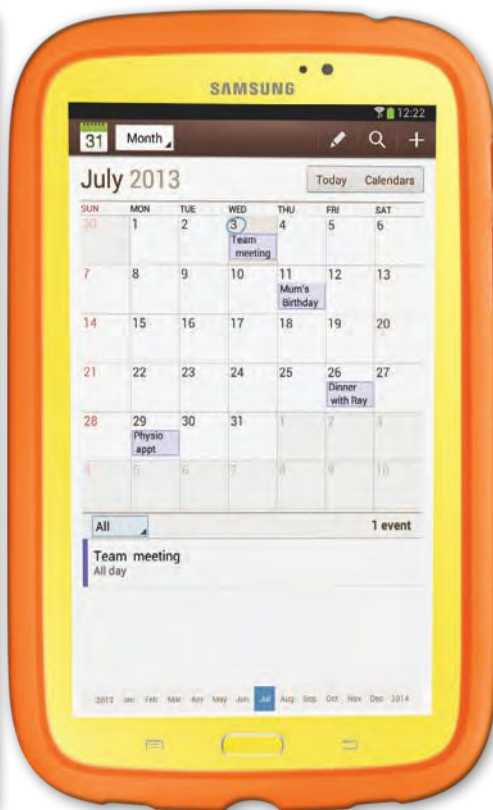 SAMSUNG
12:22
31 Month
July 2013 Today Calendars
SUN MON TUE WED THU FRI SAT
30 1 2 3 4 5 6
Team
meeting
7 8 9 10 11 12 13
Mum's
Birthday
14 15 16 17 18 19 20
21 22 23 24 25 26 27
Dinner
with Ray
28 29 30 31 1 2 3
Physio
appt
4 5 6 7 8 9 10
All 1 event
Team meeting
All day
2012 Jan Feb Mar Apr May Jun Jul Aug Sep Oct Nov Dec 2014